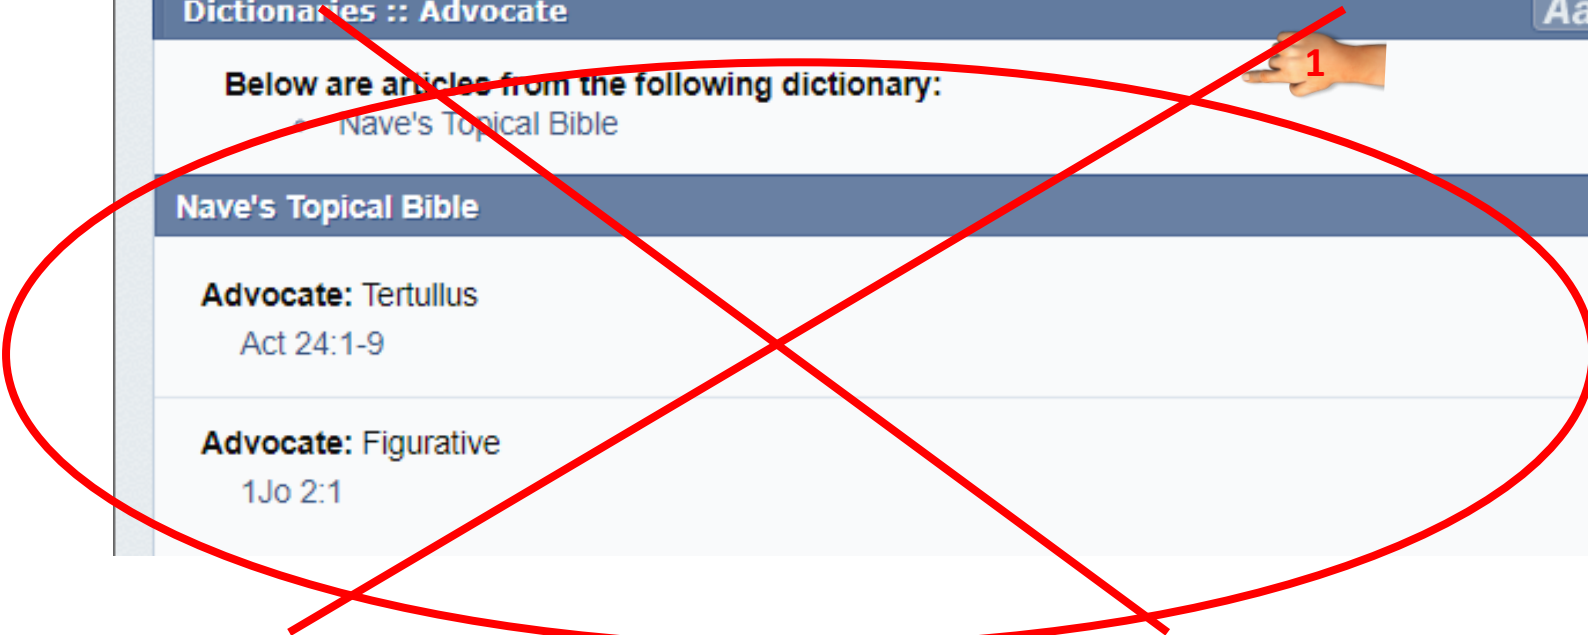 Dictionaries :: Advocate
Aa
1
Below are articles from the following dictionary:
Nave's Topical Bible
Nave's Topical Bible
Advocate: Tertullus
Act 24:1-9
Advocate: Figurative
1Jo 2:1